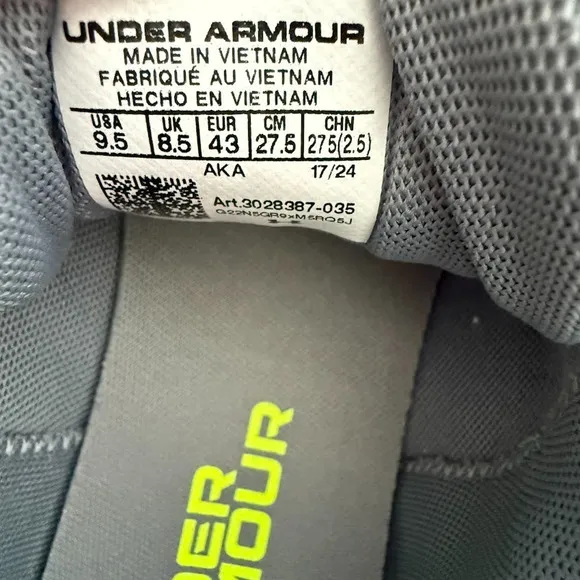 UNDER ARMOUR
MADE IN VIETNAM
FABRIQUÉ AU VIETNAM
HECHO EN VIETNAM
USA UK EUR CM CHN
9.5 8.5 43 27.5 275(2.5)
AKA 17/24
Art.3028387-035
G22N5GR9xM5RQ5J
DER
MOUR